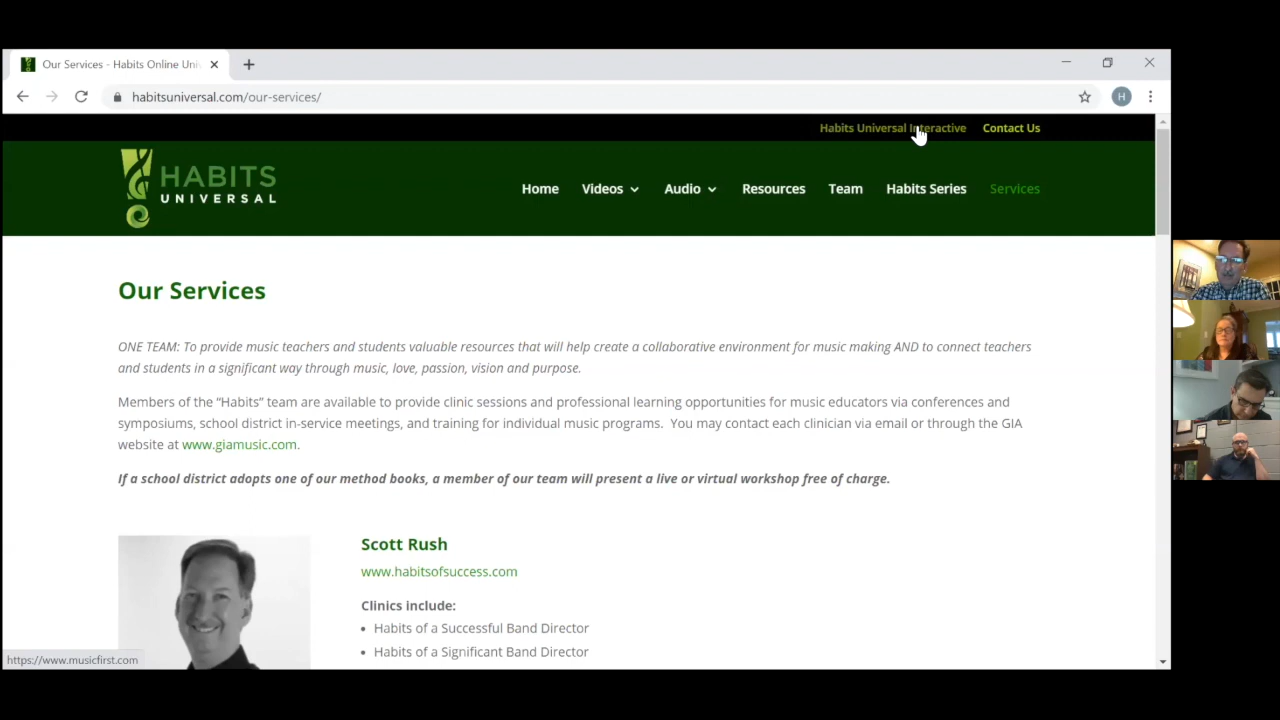 Our Services - Habits Online Uni
habitsuniversal.com/our-services/
H
Habits Universal Interactive Contact Us
HABITS
UNIVERSAL
Home Videos Audio Resources Team Habits Series Services
Our Services
ONE TEAM: To provide music teachers and students valuable resources that will help create a collaborative environment for music making AND to connect teachers
and students in a significant way through music, love, passion, vision and purpose.
Members of the “Habits” team are available to provide clinic sessions and professional learning opportunities for music educators via conferences and
symposiums, school district in-service meetings, and training for individual music programs. You may contact each clinician via email or through the GIA
website at www.giamusic.com.
If a school district adopts one of our method books, a member of our team will present a live or virtual workshop free of charge.
Scott Rush
www.habitsofsuccess.com
Clinics include:
• Habits of a Successful Band Director
• Habits of a Significant Band Director
https://www.musicfirst.com